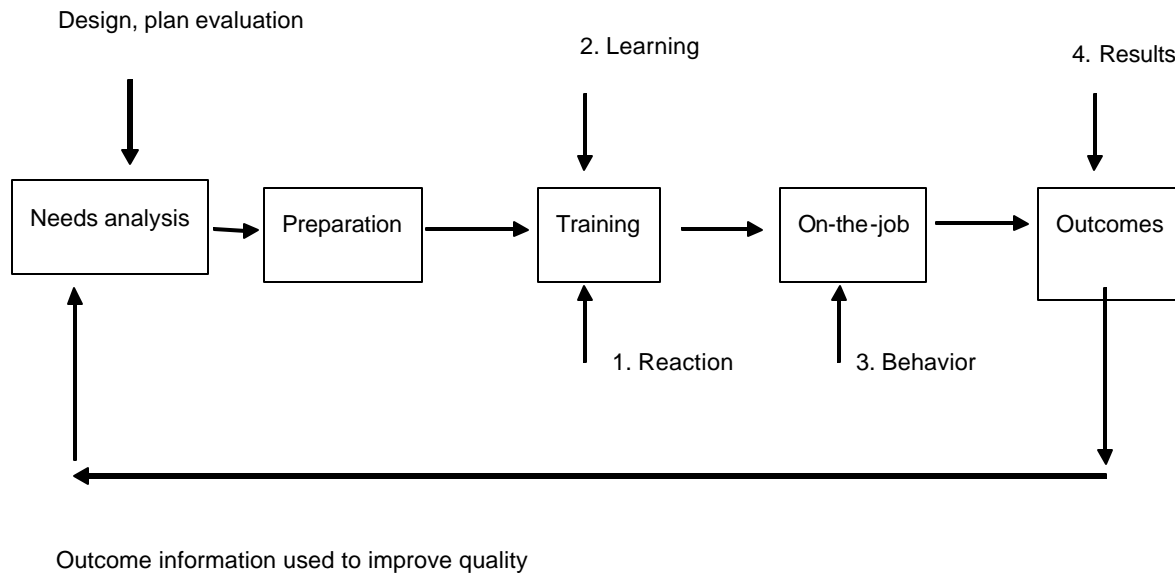 Design, plan evaluation
2. Learning
4. Results
Needs analysis
Preparation
Training
On-the-job
Outcomes
1. Reaction
3. Behavior
Outcome information used to improve quality